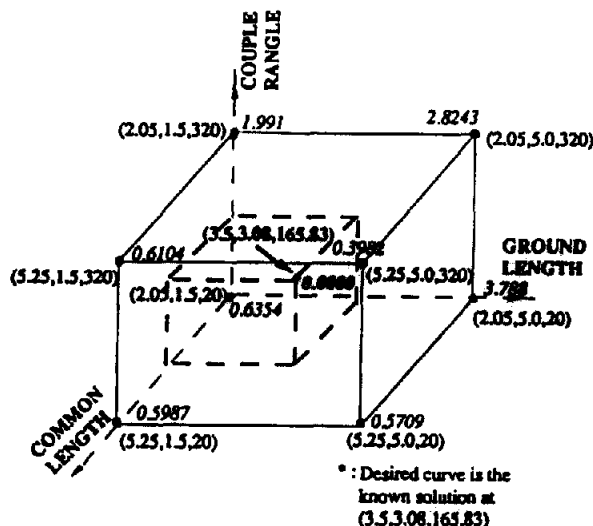 COUPLE
RANGLE
1.991
2.8243
(2.05,1.5,320)
(2.05,5.0,320)
(3.5,3.08,165.83)
0.6104
0.3982
GROUND
LENGTH
(5.25,1.5,320)
(5.25,5.0,320)
(2.05,1.5,20)
0.0000
3.788
0.6354
(2.05,5.0,20)
COMMON
LENGTH
0.5987
0.5709
(5.25,1.5,20)
(5.25,5.0,20)
* : Desired curve is the
known solution at
(3.5,3.08,165.83)